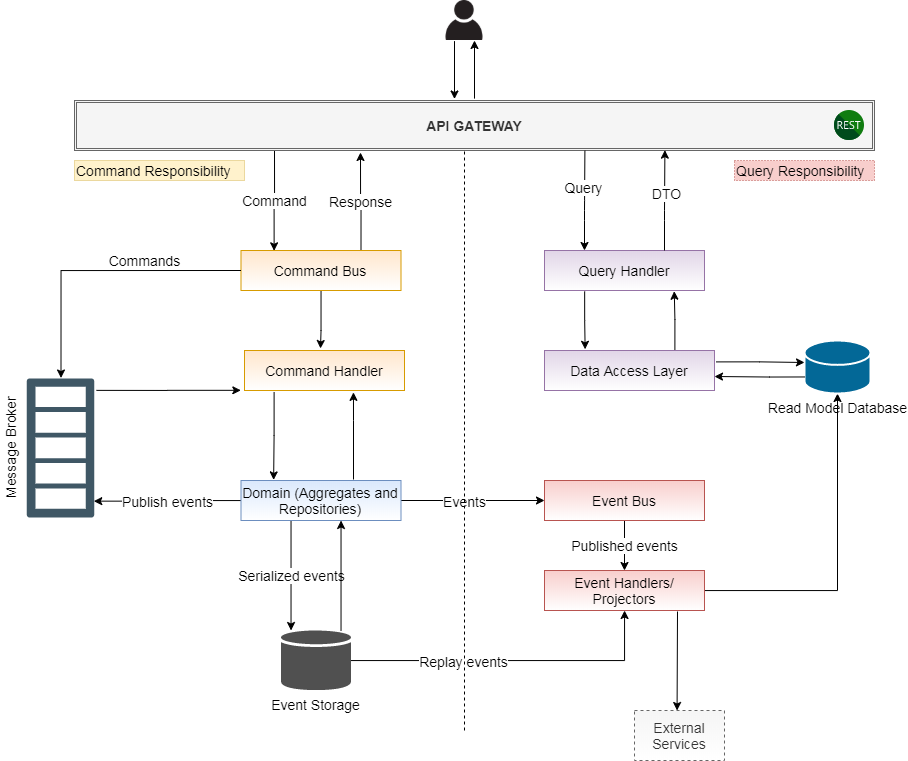 API GATEWAY
REST
Command Responsibility
Query Responsibility
Command
Response
Query
DTO
Commands
Command Bus
Query Handler
Command Handler
Data Access Layer
Read Model Database
Message Broker
Domain (Aggregates and
Repositories)
Publish events
Events
Event Bus
Published events
Serialized events
Event Handlers/
Projectors
Replay events
Event Storage
External
Services